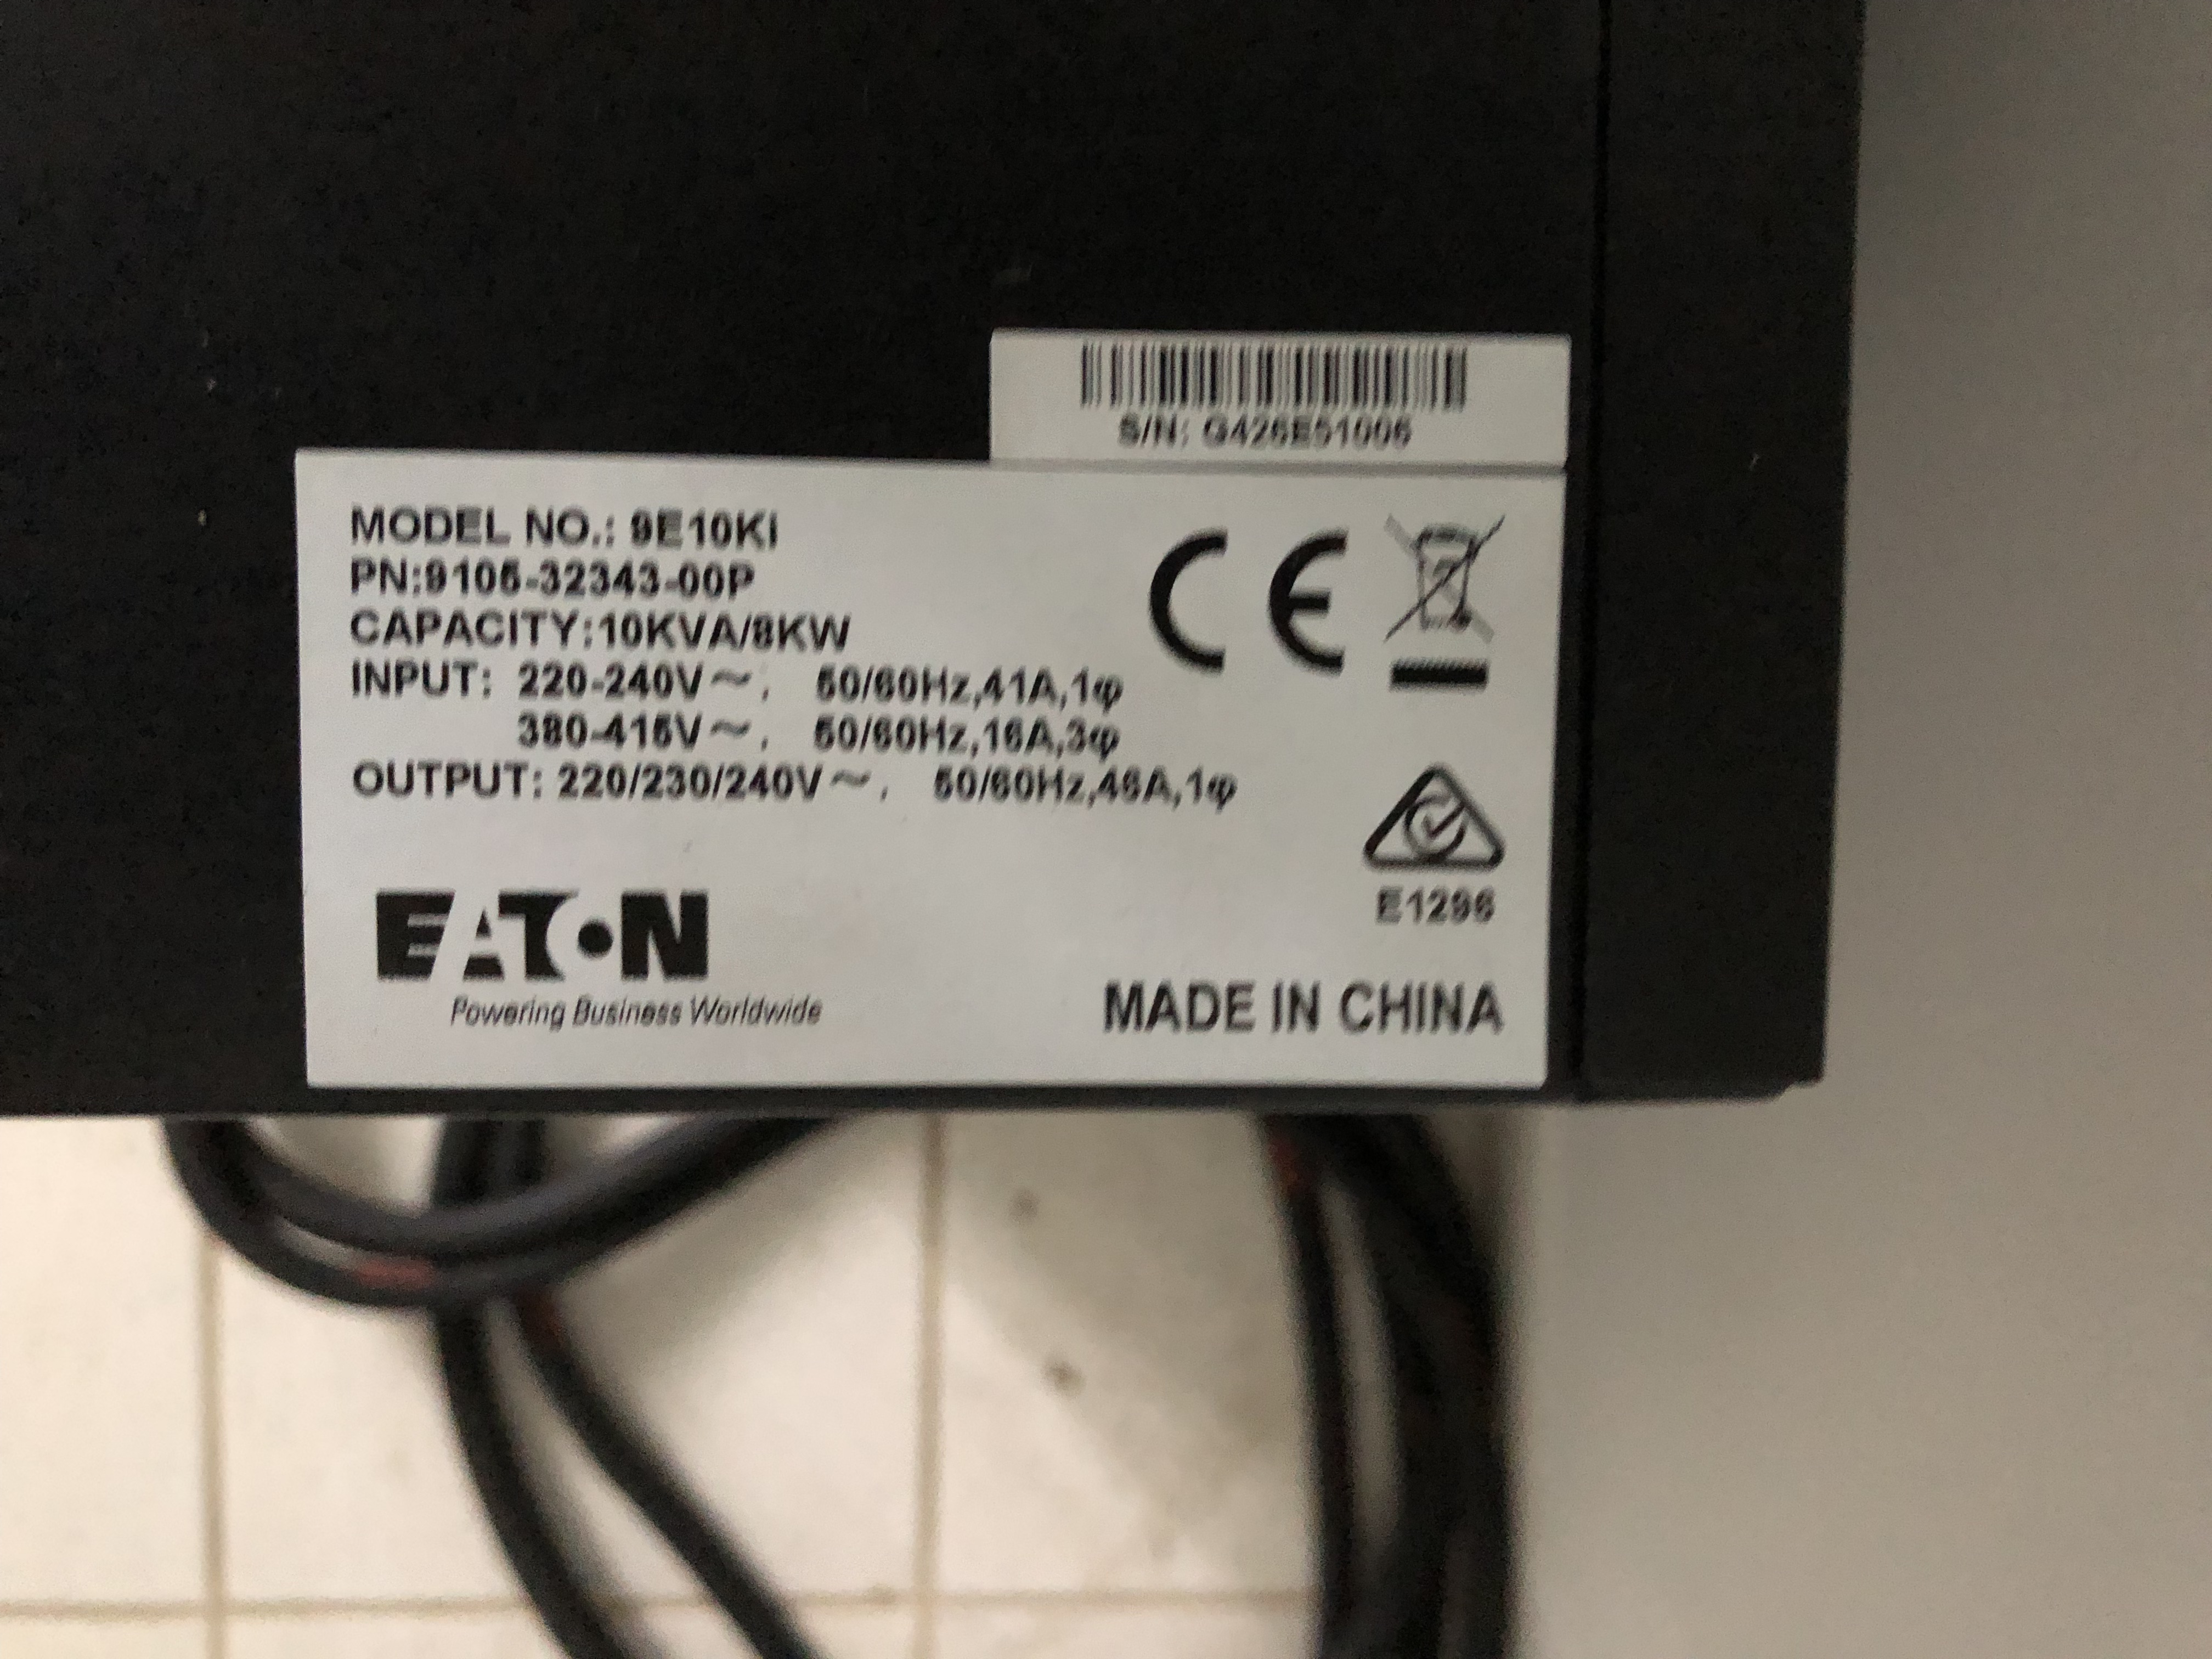 S/N: G426E51006
MODEL NO.: 9E10KI
PN:9105-32343-00P
CAPACITY:10KVA/8KW
INPUT: 220-240V～, 50/60Hz,41A,1φ
380-415V～, 50/60Hz,16A,3φ
OUTPUT: 220/230/240V～, 50/60Hz,46A,1φ
CE
E1296
EATON
Powering Business Worldwide
MADE IN CHINA